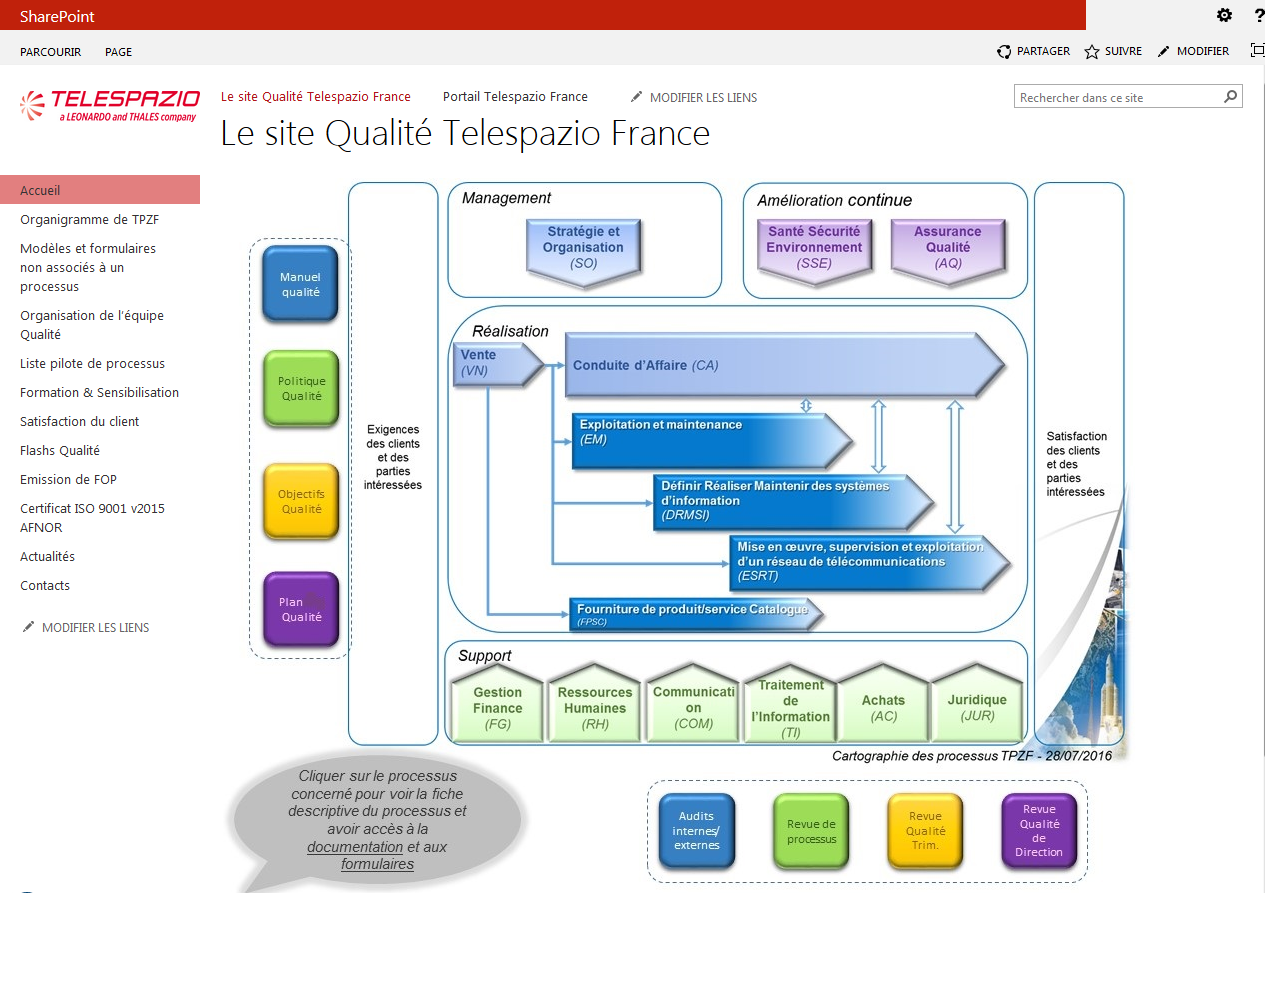 SharePoint
?
PARCOURIR PAGE
PARTAGER SUIVRE MODIFIER
TELESPAZIO
a LEONARDO and THALES company
Le site Qualité Telespazio France Portail Telespazio France MODIFIER LES LIENS
Rechercher dans ce site
Le site Qualité Telespazio France
Accueil
Organigramme de TPZF
Modèles et formulaires
non associés à un
processus
Organisation de l'équipe
Qualité
Liste pilote de processus
Formation & Sensibilisation
Satisfaction du client
Flashs Qualité
Emission de FOP
Certificat ISO 9001 v2015
AFNOR
Actualités
Contacts
MODIFIER LES LIENS
Manuel
qualité
Politique
Qualité
Objectifs
Qualité
Plan
Qualité
Exigences
des clients
et des
parties
intéressées
Management
Stratégie et
Organisation
(SO)
Amélioration continue
Santé Sécurité
Environnement
(SSE)
Assurance
Qualité
(AQ)
Réalisation
Vente
(VN)
Conduite d'Affaire (CA)
Exploitation et maintenance
(EM)
Définir Réaliser Maintenir des systèmes
d'information
(DRMSI)
Mise en œuvre, supervision et exploitation
d'un réseau de télécommunications
(ESRT)
Fourniture de produit/service Catalogue
(FPSC)
Satisfaction
des clients
et des
parties
intéressées
Support
Gestion
Finance
(FG)
Ressources
Humaines
(RH)
Communicati
on
(COM)
Traitement
de
l'Information
(TI)
Achats
(AC)
Juridique
(JUR)
Cartographie des processus TPZF - 28/07/2016
Cliquer sur le processus
concerné pour voir la fiche
descriptive du processus et
avoir accès à la
documentation et aux
formulaires
Audits
internes/
externes
Revue de
processus
Revue
Qualité
Trim.
Revue
Qualité
de
Direction